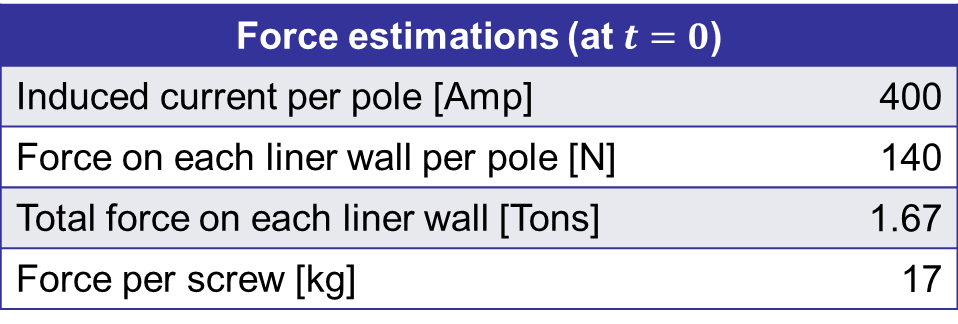 Force estimations (at t = 0)
Induced current per pole [Amp] 400
Force on each liner wall per pole [N] 140
Total force on each liner wall [Tons] 1.67
Force per screw [kg] 17